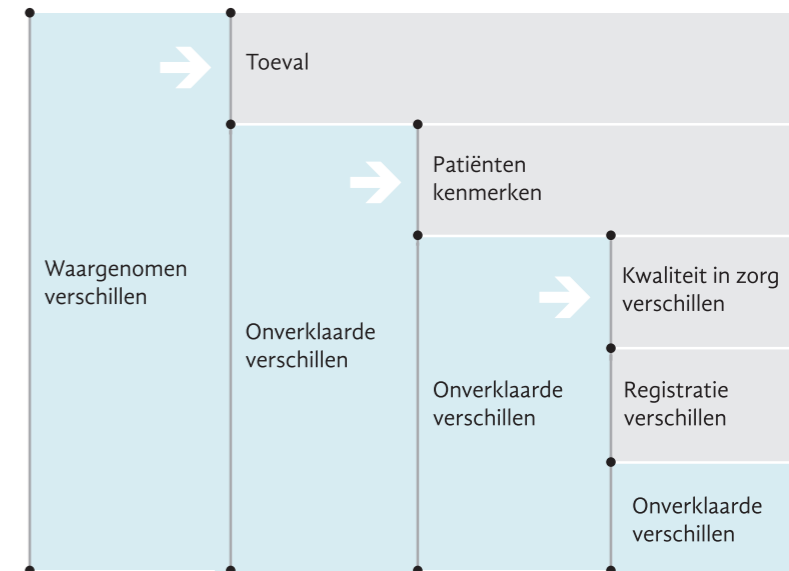 Waargenomen
verschillen
Toeval
Onverklaarde
verschillen
Patiënten
kenmerken
Onverklaarde
verschillen
Kwaliteit in zorg
verschillen
Registratie
verschillen
Onverklaarde
verschillen